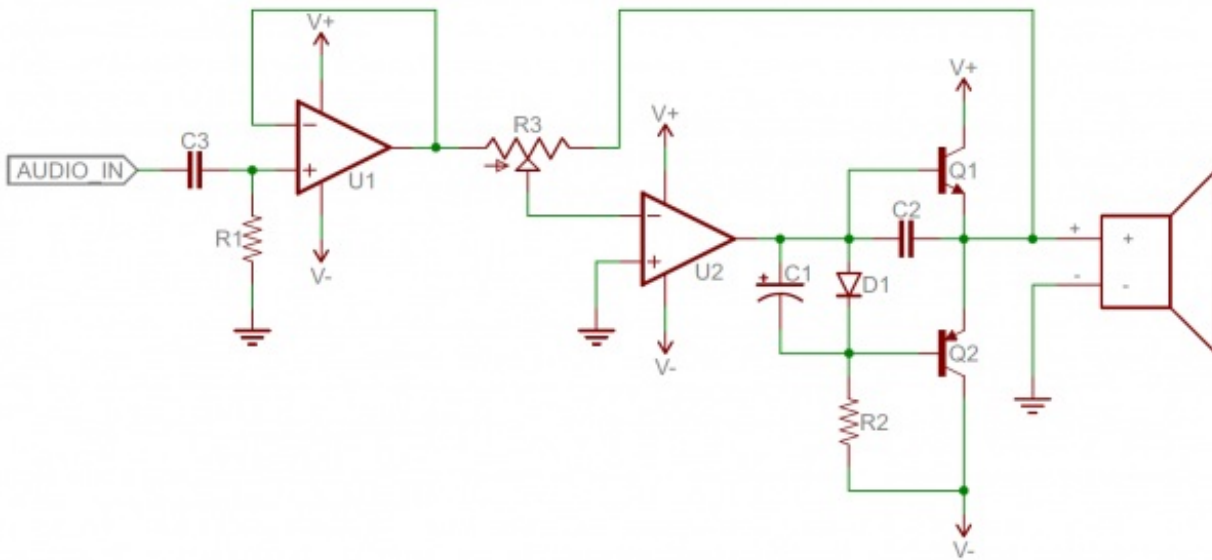 V+
R3
V+
C3
V+
AUDIO_IN
−
+
U1
Q1
R1
C2
−
+
+
+
U2
+
C1
D1
-
-
V-
Q2
V-
R2
V-